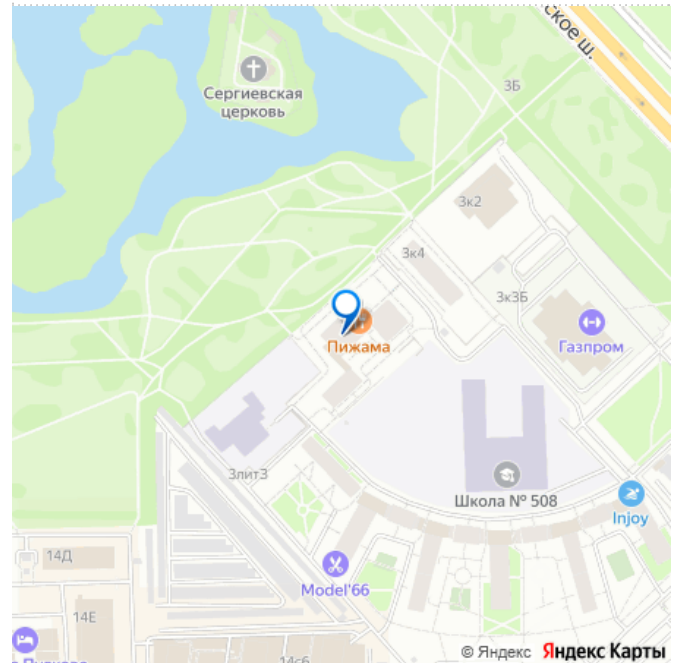 ское ш.
3Б
Сергиевская
церковь
3к2
3к4
3к3Б
Пижама
Газпром
3лит3
Школа № 508
Injoy
14Д
Model'66
14Е
14с6
© Яндекс Яндекс Карты